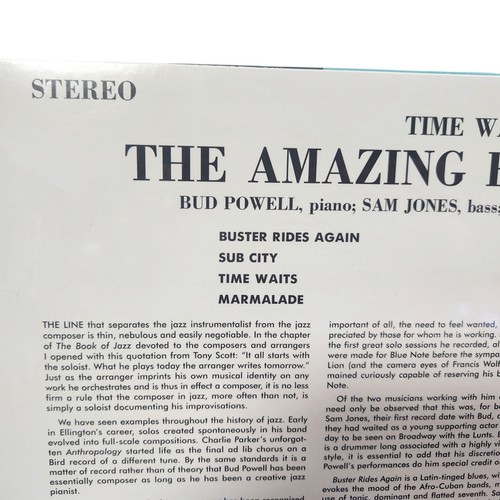 STEREO
TIME
THE AMAZING
BUD POWELL, piano; SAM JONES, bass;
BUSTER RIDES AGAIN
SUB CITY
TIME WAITS
MARMALADE
THE LINE that separates the jazz instrumentalist from the jazz
composer is thin, nebulous and easily negotiable. In the chapter
of The Book of Jazz devoted to the composers and arrangers
I opened with this quotation from Tony Scott: "It all starts with
the soloist. What he plays today the arranger writes tomorrow."
Just as the arranger imprints his own musical identity on any
work he orchestrates and is thus in effect a composer, it is no less
firm a rule that the composer in jazz, more often than not, is
simply a soloist documenting his improvisations.
We have seen examples throughout the history of jazz. Early
in Ellington's career, solos created spontaneously in his band
evolved into full-scale compositions. Charlie Parker's unforgot-
ten Anthropology started life as the final ad lib chorus on a
Bird record of a different tune. By the same standards it is a
matter of record rather than of theory that Bud Powell has been
essentially composer as long as he has been a creative jazz
pianist.
important of all, the need to feel wanted,
preciated by those for whom he is working.
the first great solo sessions he recorded, al
were made for Blue Note before the sympa
Lion (and the camera eyes of Francis Wolf
mained curiously capable of reserving his b
Note.
Of the two musicians working with him
need only be observed that this was, for b
Sam Jones, their first record date with Bud,
they had waited as a young supporting actor
day to be seen on Broadway with the Lunts.
is a drummer long associated with a highly
style, it is essential to add that his discretion
Powell's performances do him special credit
Buster Rides Again is a Latin-tinged blues, wi
evokes the mood of the Afro-Cuban bands,
use of tonic, dominant and flatted seventh